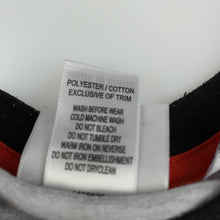 POLYESTER / COTTON
EXCLUSIVE OF TRIM
WASH BEFORE WEAR
COLD MACHINE WASH
DO NOT BLEACH
DO NOT TUMBLE DRY
WARM IRON ON REVERSE
DO NOT IRON EMBELLISHMENT
DO NOT DRYCLEAN